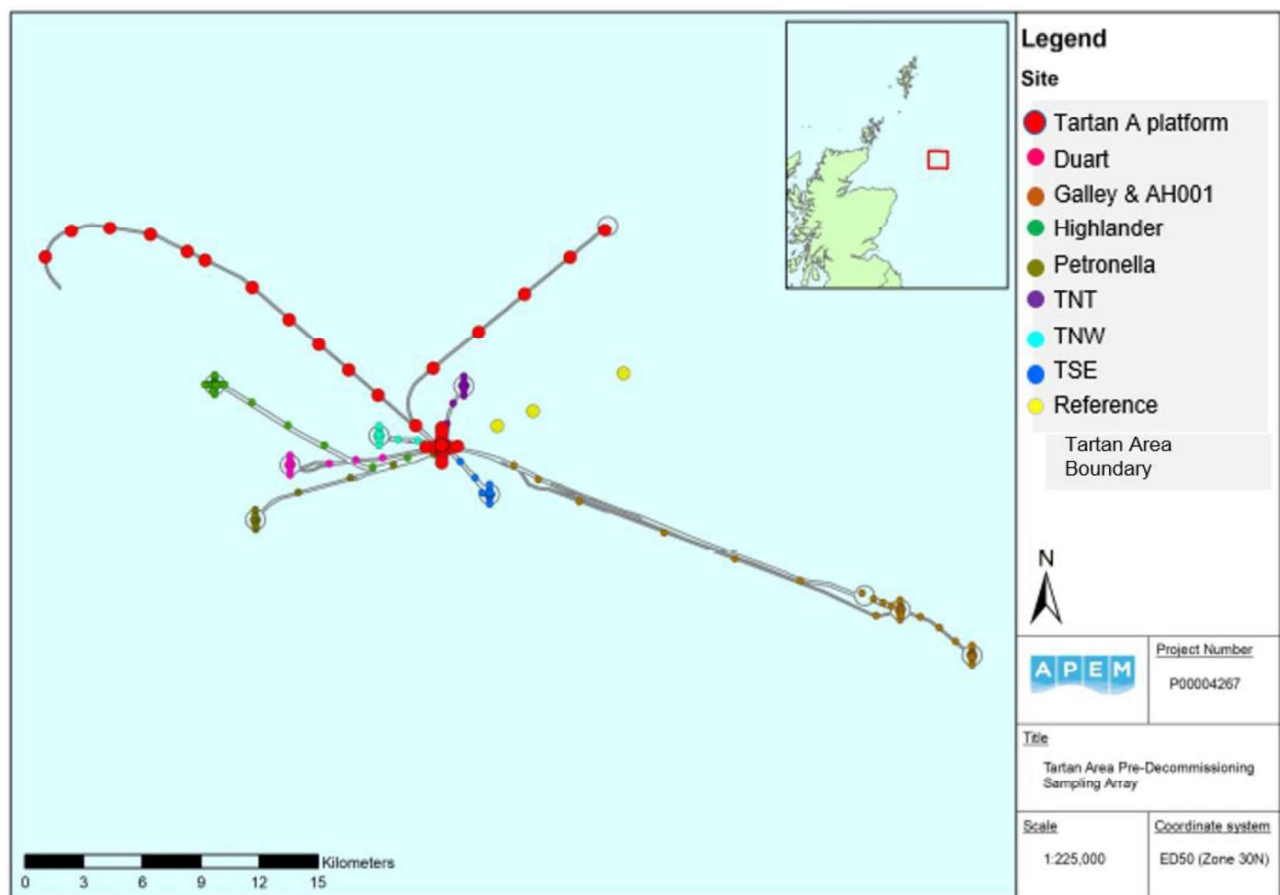 Legend
Site
Tartan A platform
Duart
Galley & AH001
Highlander
Petronella
TNT
TNW
TSE
Reference
Tartan Area
Boundary
N
APEM
Project Number
P00004267
Title
Tartan Area Pre-Decommissioning
Sampling Array
Scale
1:225,000
Coordinate system
ED50 (Zone 30N)
Kilometers
0 3 6 9 12 15